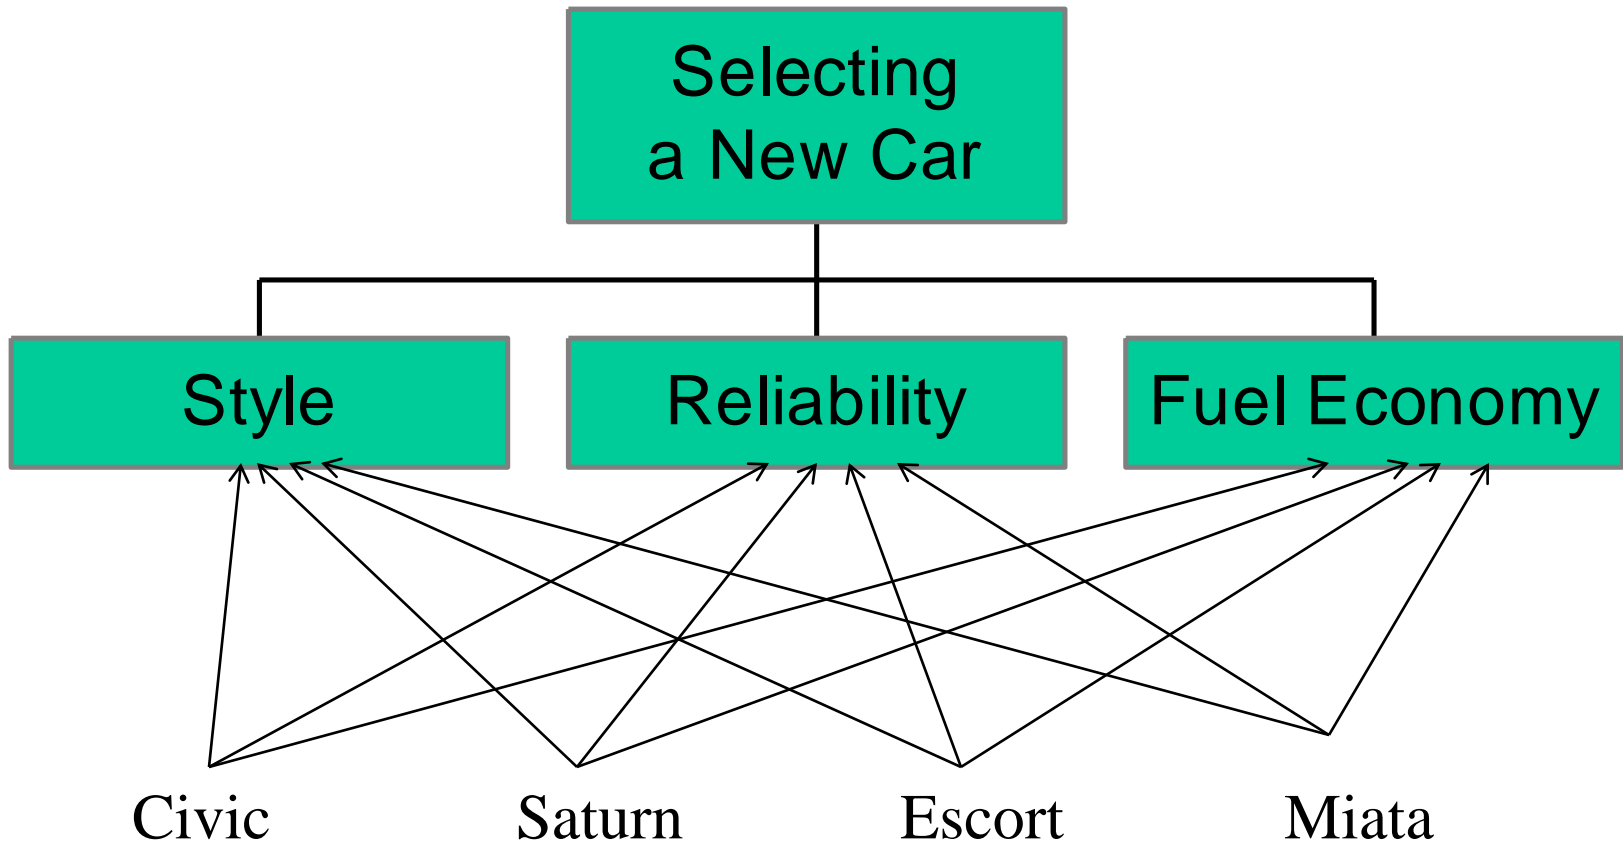 Selecting
a New Car
Style
Reliability
Fuel Economy
Civic
Saturn
Escort
Miata